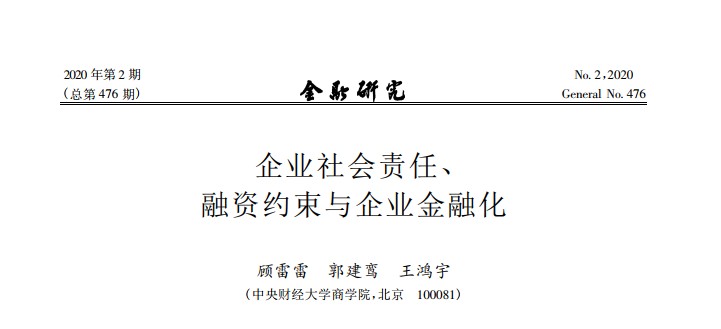 2020 年第 2 期
(总第 476 期)
金融研究
No. 2,2020
General No. 476
企业社会责任、
融资约束与企业金融化
顾雷雷　郭建鸾　王鸿宇
(中央财经大学商学院,北京　100081)